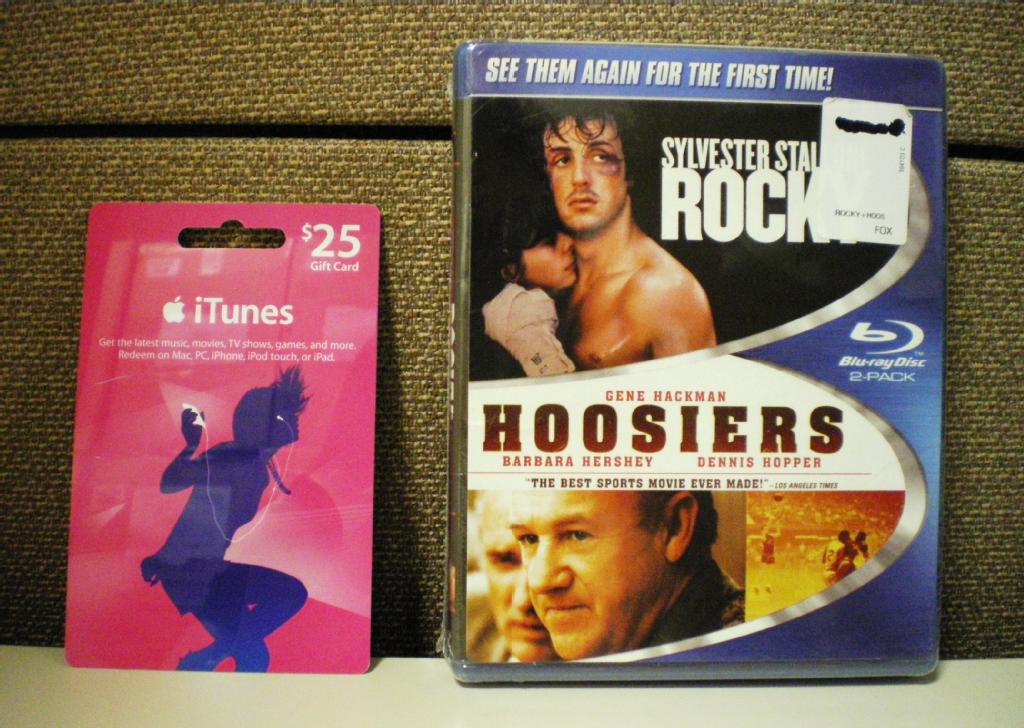 $25
Gift Card
iTunes
Get the latest music, movies, TV shows, games, and more.
Redeem on Mac, PC, iPhone, iPod touch, or iPad.
SEE THEM AGAIN FOR THE FIRST TIME!
SYLVESTER STAL
ROCK
ROCKY+HOOS
FOX
Blu-ray Disc™
2-PACK
GENE HACKMAN
HOOSIERS
BARBARA HERSHEY DENNIS HOPPER
"THE BEST SPORTS MOVIE EVER MADE!" – LOS ANGELES TIMES